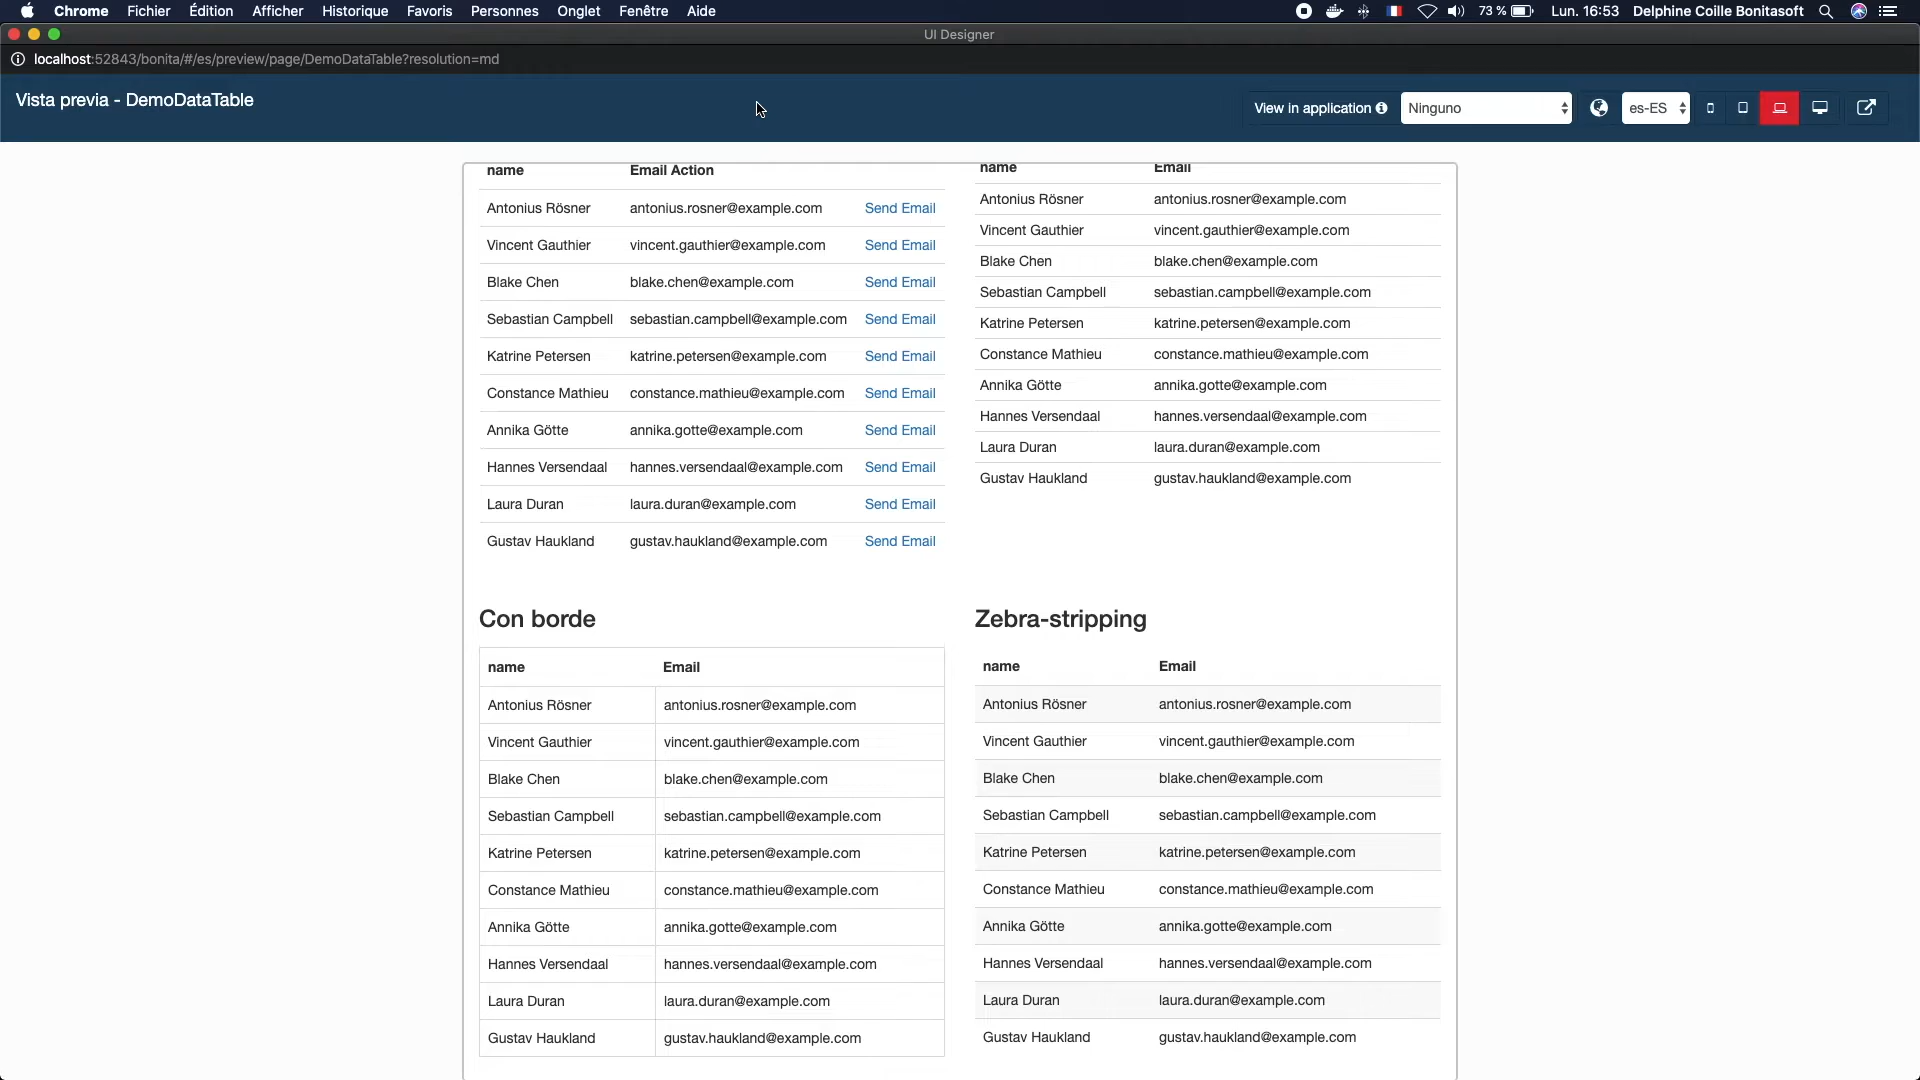 Chrome Fichier Édition Afficher Historique Favoris Personnes Onglet Fenêtre Aide 73 % Lun. 16:53 Delphine Coille Bonitasoft
UI Designer
localhost:52843/bonita/#/es/preview/page/DemoDataTable?resolution=md
Vista previa - DemoDataTable
View in application Ninguno es-ES
name Email Action
Antonius Rösner antonius.rosner@example.com Send Email
Vincent Gauthier vincent.gauthier@example.com Send Email
Blake Chen blake.chen@example.com Send Email
Sebastian Campbell sebastian.campbell@example.com Send Email
Katrine Petersen katrine.petersen@example.com Send Email
Constance Mathieu constance.mathieu@example.com Send Email
Annika Götte annika.gotte@example.com Send Email
Hannes Versendaal hannes.versendaal@example.com Send Email
Laura Duran laura.duran@example.com Send Email
Gustav Haukland gustav.haukland@example.com Send Email
name Email
Antonius Rösner antonius.rosner@example.com
Vincent Gauthier vincent.gauthier@example.com
Blake Chen blake.chen@example.com
Sebastian Campbell sebastian.campbell@example.com
Katrine Petersen katrine.petersen@example.com
Constance Mathieu constance.mathieu@example.com
Annika Götte annika.gotte@example.com
Hannes Versendaal hannes.versendaal@example.com
Laura Duran laura.duran@example.com
Gustav Haukland gustav.haukland@example.com
Con borde
name Email
Antonius Rösner antonius.rosner@example.com
Vincent Gauthier vincent.gauthier@example.com
Blake Chen blake.chen@example.com
Sebastian Campbell sebastian.campbell@example.com
Katrine Petersen katrine.petersen@example.com
Constance Mathieu constance.mathieu@example.com
Annika Götte annika.gotte@example.com
Hannes Versendaal hannes.versendaal@example.com
Laura Duran laura.duran@example.com
Gustav Haukland gustav.haukland@example.com
Zebra-stripping
name Email
Antonius Rösner antonius.rosner@example.com
Vincent Gauthier vincent.gauthier@example.com
Blake Chen blake.chen@example.com
Sebastian Campbell sebastian.campbell@example.com
Katrine Petersen katrine.petersen@example.com
Constance Mathieu constance.mathieu@example.com
Annika Götte annika.gotte@example.com
Hannes Versendaal hannes.versendaal@example.com
Laura Duran laura.duran@example.com
Gustav Haukland gustav.haukland@example.com